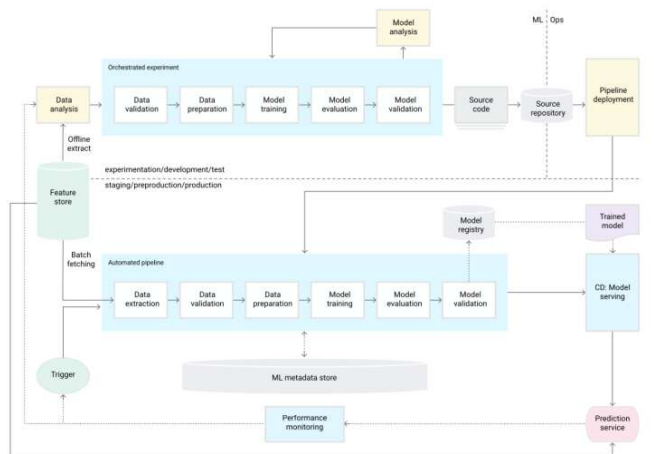 ML
Ops
Model
analysis
Orchestrated experiment
Data
analysis
Data
validation
Data
preparation
Model
training
Model
evaluation
Model
validation
Source
code
Source
repository
Pipeline
deployment
Offline
extract
Feature
store
experimentation/development/test
staging/preproduction/production
Batch
fetching
Model
registry
Trained
model
Automated pipeline
Data
extraction
Data
validation
Data
preparation
Model
training
Model
evaluation
Model
validation
CD: Model
serving
Trigger
ML metadata store
Performance
monitoring
Prediction
service